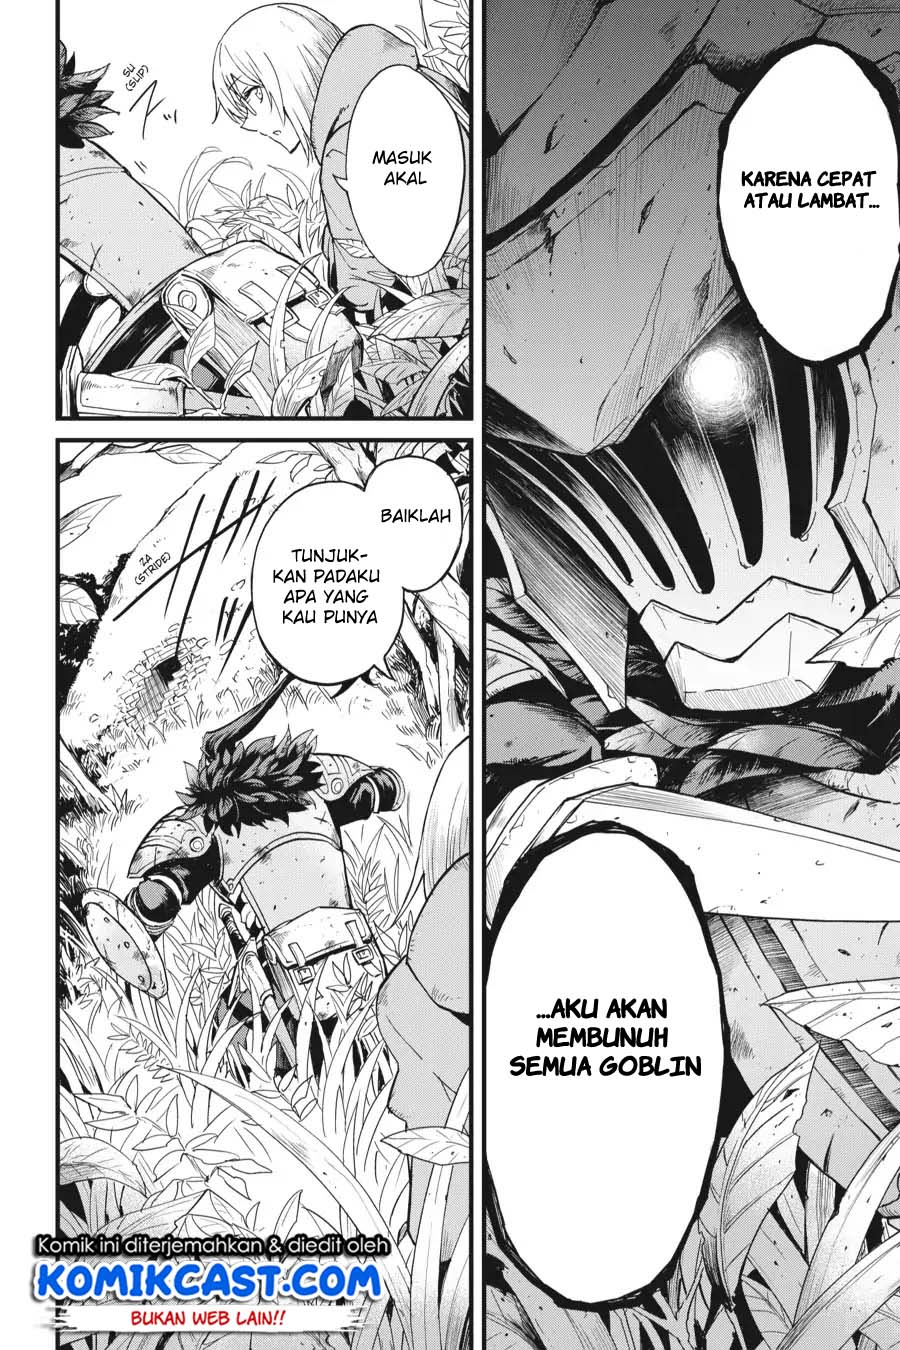 KARENA CEPAT
ATAU LAMBAT...
...AKU AKAN
MEMBUNUH
SEMUA GOBLIN
MASUK
AKAL
SU
(SLIP)
BAIKLAH
TUNJUK-
KAN PADAKU
APA YANG
KAU PUNYA
ZA
(STRIDE)
Komik ini diterjemahkan & diedit oleh
KOMIKCAST.COM
BUKAN WEB LAIN!!